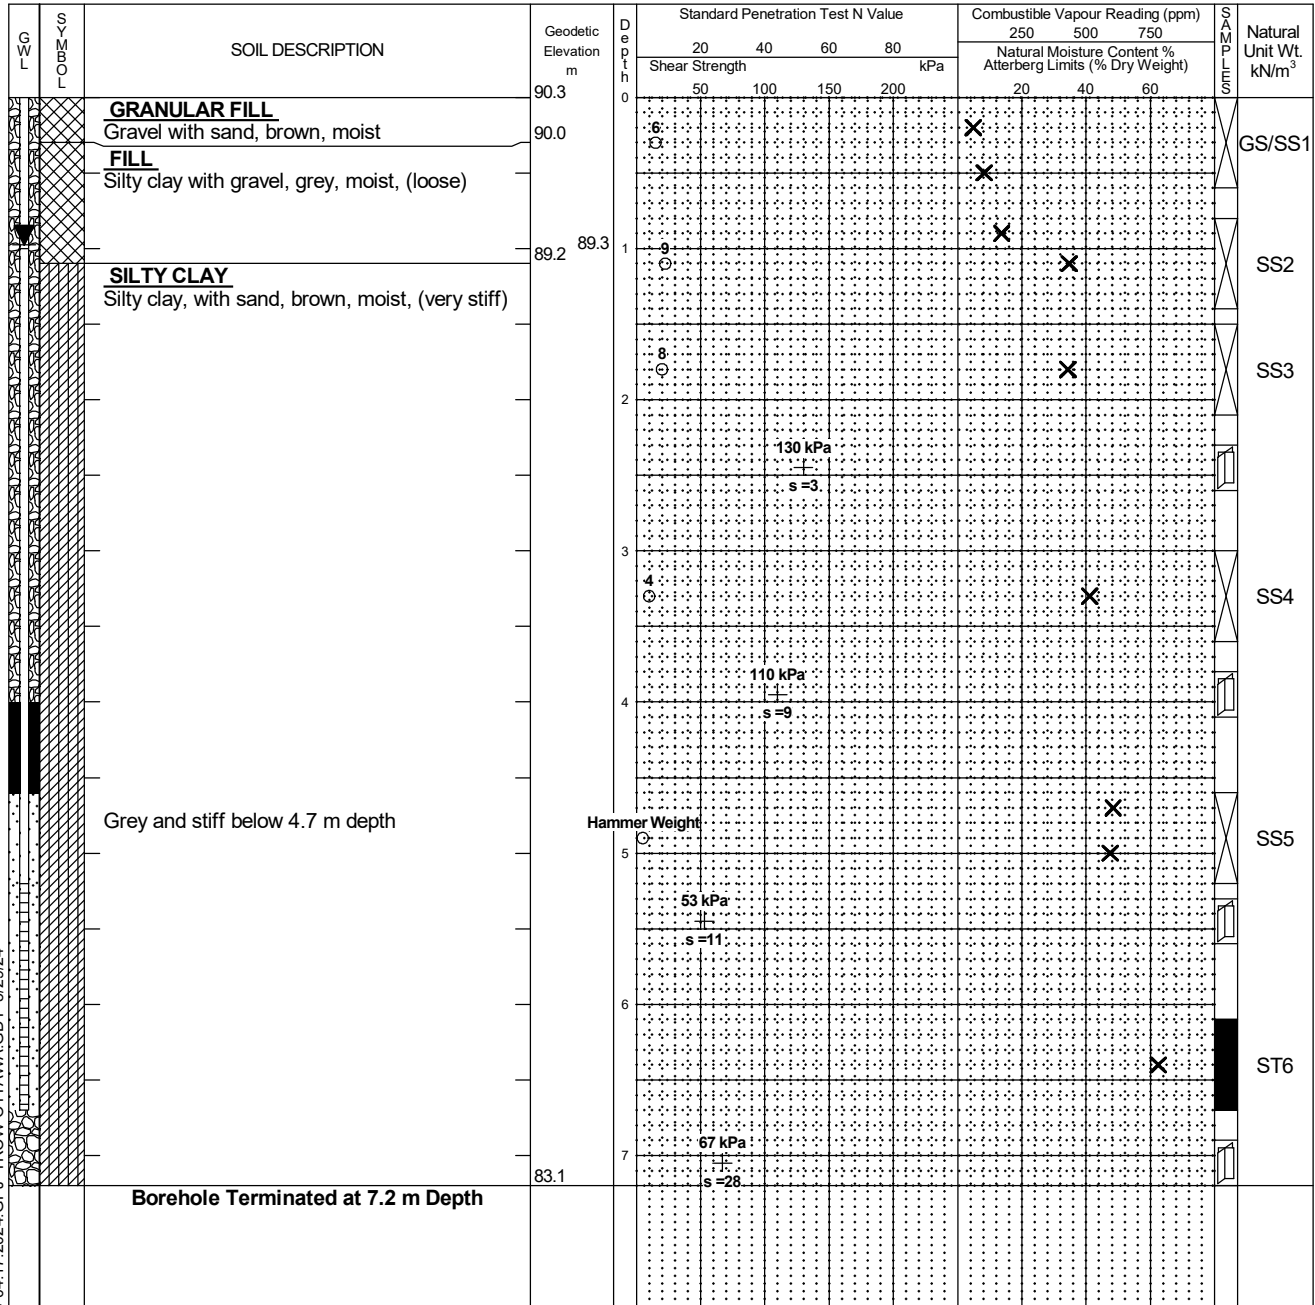 GWL
SYMBOL
SOIL DESCRIPTION
Geodetic
Elevation
m
Depth
Standard Penetration Test N Value
20 40 60 80
Shear Strength kPa
50 100 150 200
Combustible Vapour Reading (ppm)
250 500 750
Natural Moisture Content %
Atterberg Limits (% Dry Weight)
20 40 60
SAMPLES
Natural
Unit Wt.
kN/m³
90.3
0
GRANULAR FILL
Gravel with sand, brown, moist
90.0
6
GS/SS1
FILL
Silty clay with gravel, grey, moist, (loose)
89.3
1
89.2
9
SS2
SILTY CLAY
Silty clay, with sand, brown, moist, (very stiff)
8
SS3
2
130 kPa
s =3
3
4
SS4
110 kPa
4
s =9
Grey and stiff below 4.7 m depth
Hammer Weight
SS5
5
53 kPa
s =11
6
ST6
67 kPa
7
83.1
s =28
Borehole Terminated at 7.2 m Depth